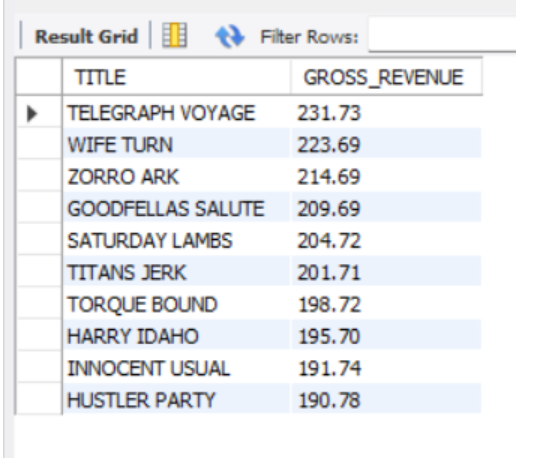 Result Grid Filter Rows:
TITLE GROSS_REVENUE
TELEGRAPH VOYAGE 231.73
WIFE TURN 223.69
ZORRO ARK 214.69
GOODFELLAS SALUTE 209.69
SATURDAY LAMBS 204.72
TITANS JERK 201.71
TORQUE BOUND 198.72
HARRY IDAHO 195.70
INNOCENT USUAL 191.74
HUSTLER PARTY 190.78